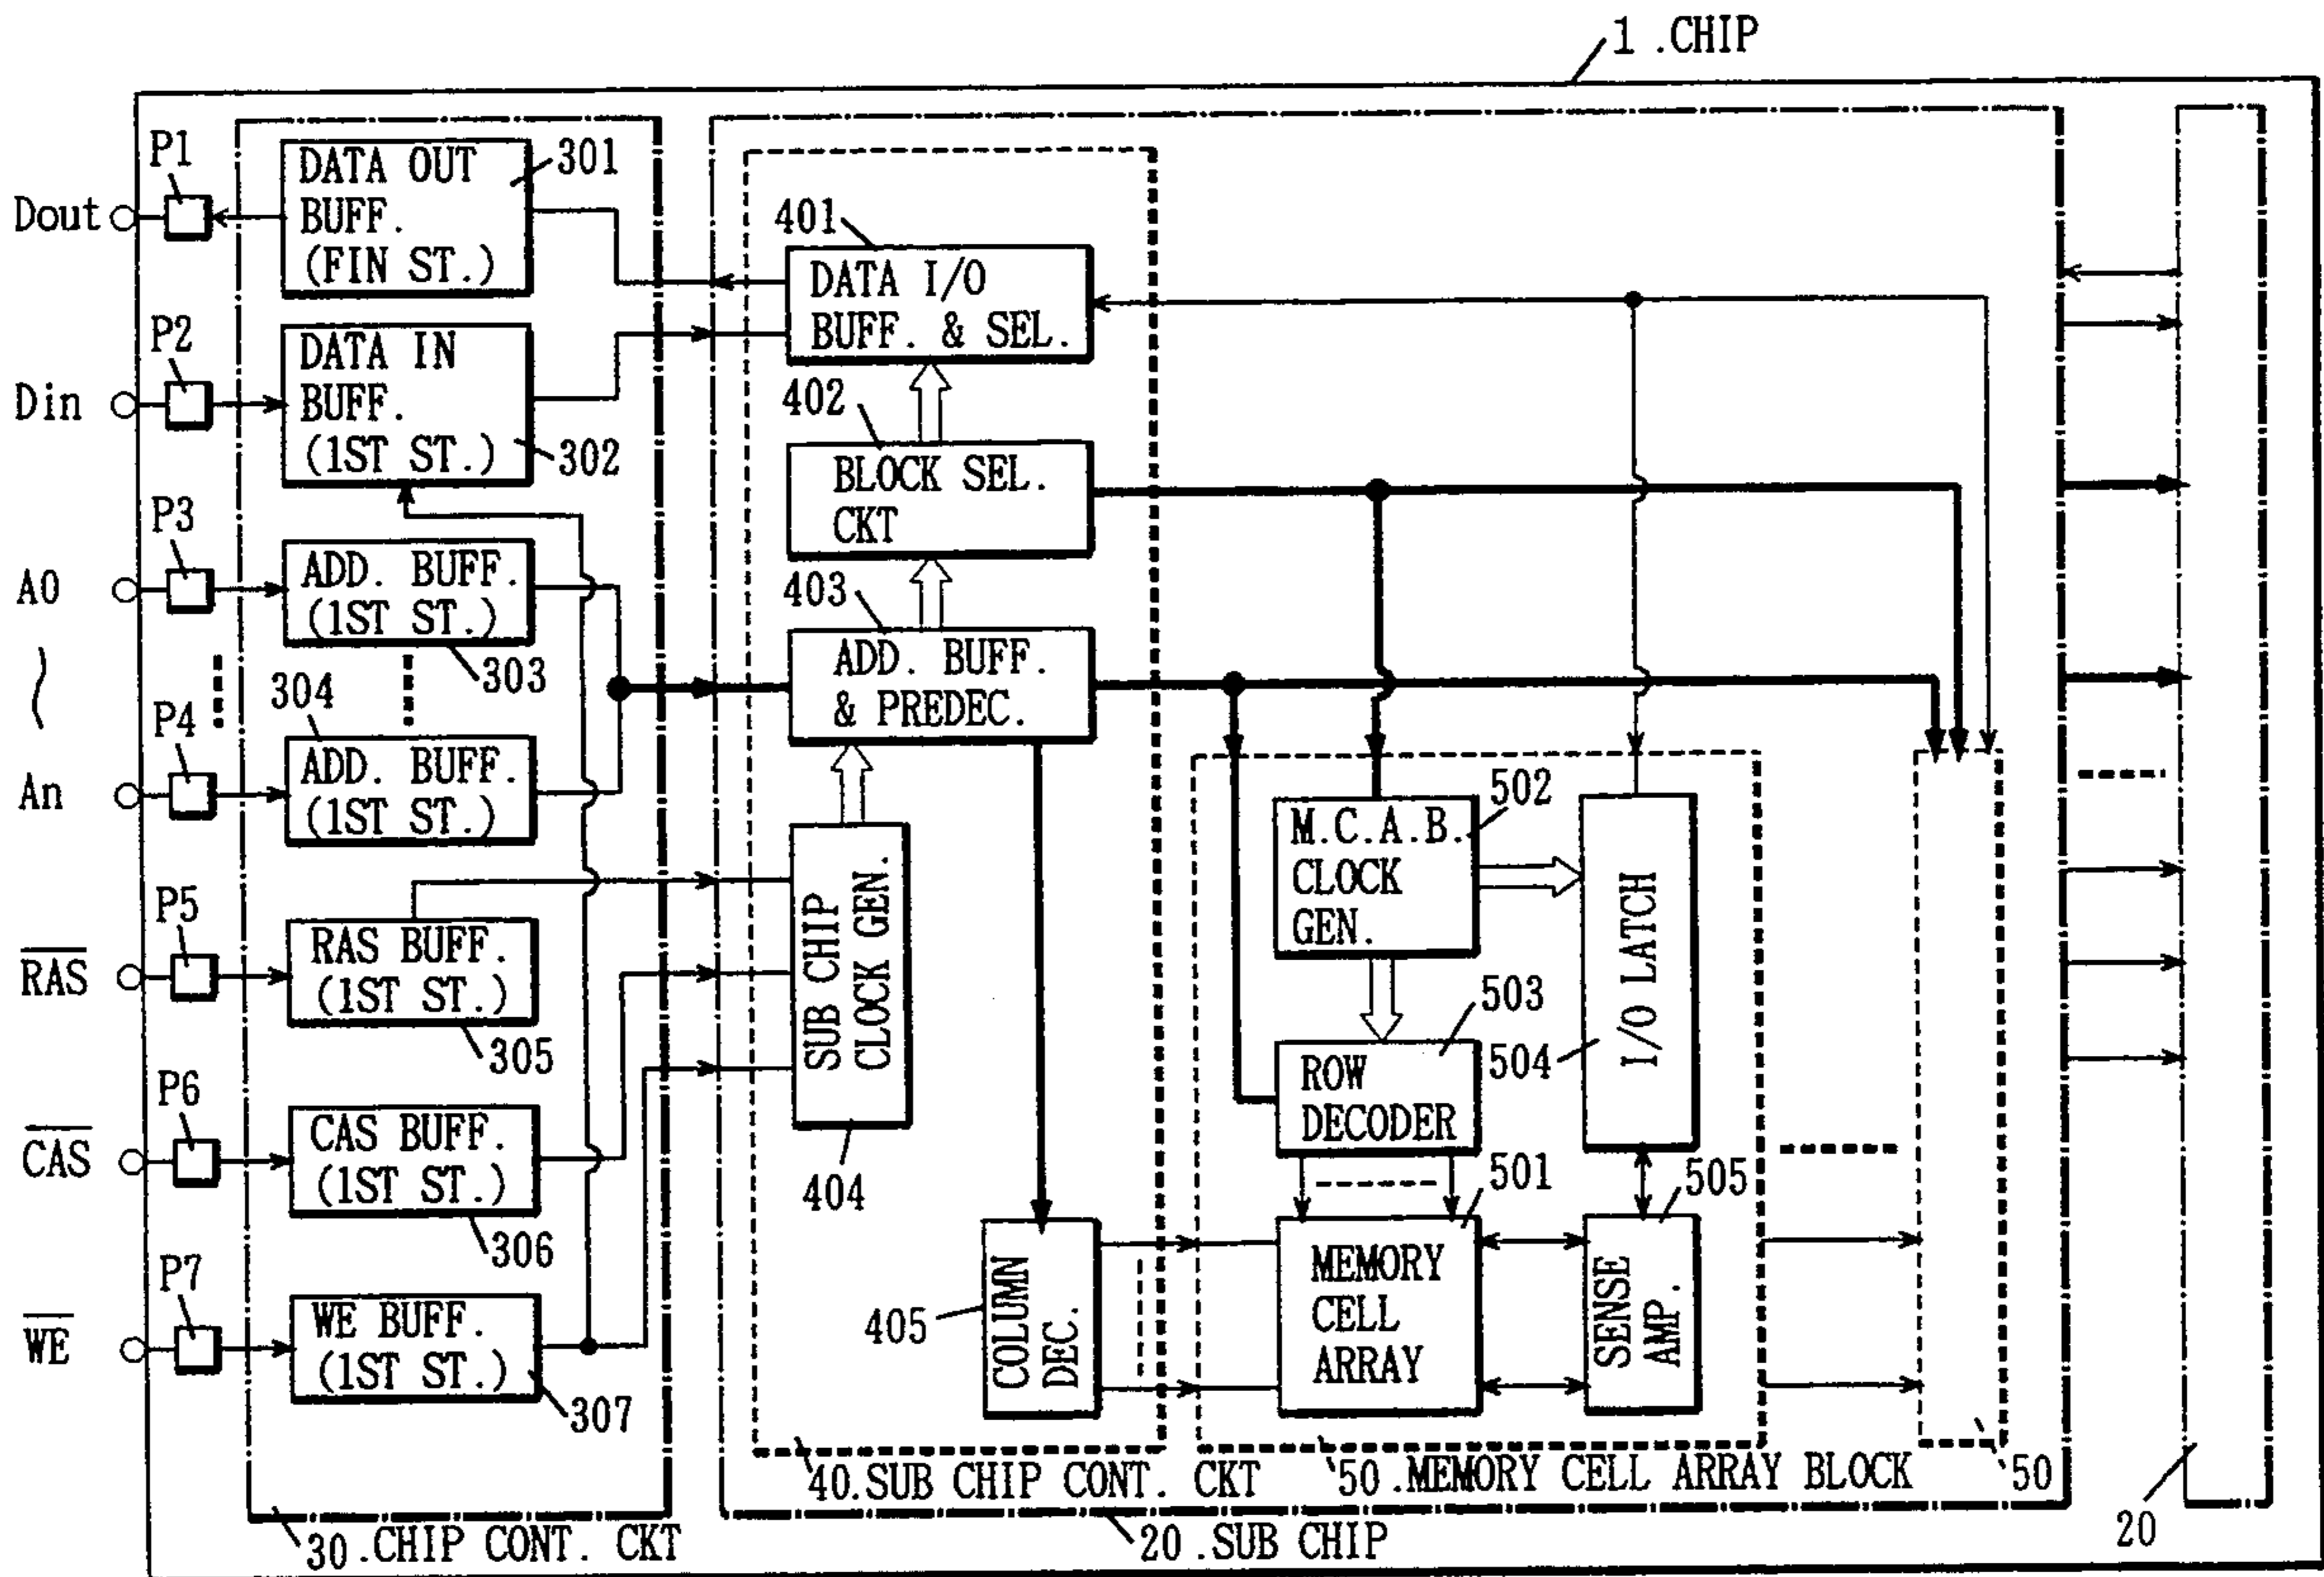 1 .CHIP
P1
Dout
DATA OUT
BUFF.
(FIN ST.)
301
P2
Din
DATA IN
BUFF.
(1ST ST.)
302
P3
A0
ADD. BUFF.
(1ST ST.)
303
304
P4
An
ADD. BUFF.
(1ST ST.)
P5
RAS
RAS BUFF.
(1ST ST.)
305
P6
CAS
CAS BUFF.
(1ST ST.)
306
P7
WE
WE BUFF.
(1ST ST.)
307
30 .CHIP CONT. CKT
401
DATA I/O
BUFF. & SEL.
402
BLOCK SEL.
CKT
403
ADD. BUFF.
& PREDEC.
SUB CHIP
CLOCK GEN.
404
405
COLUMN
DEC.
40.SUB CHIP CONT. CKT
502
M.C.A.B.
CLOCK
GEN.
503
ROW
DECODER
504
I/O LATCH
501
MEMORY
CELL
ARRAY
505
SENSE
AMP.
50 .MEMORY CELL ARRAY BLOCK
50
20 .SUB CHIP
20